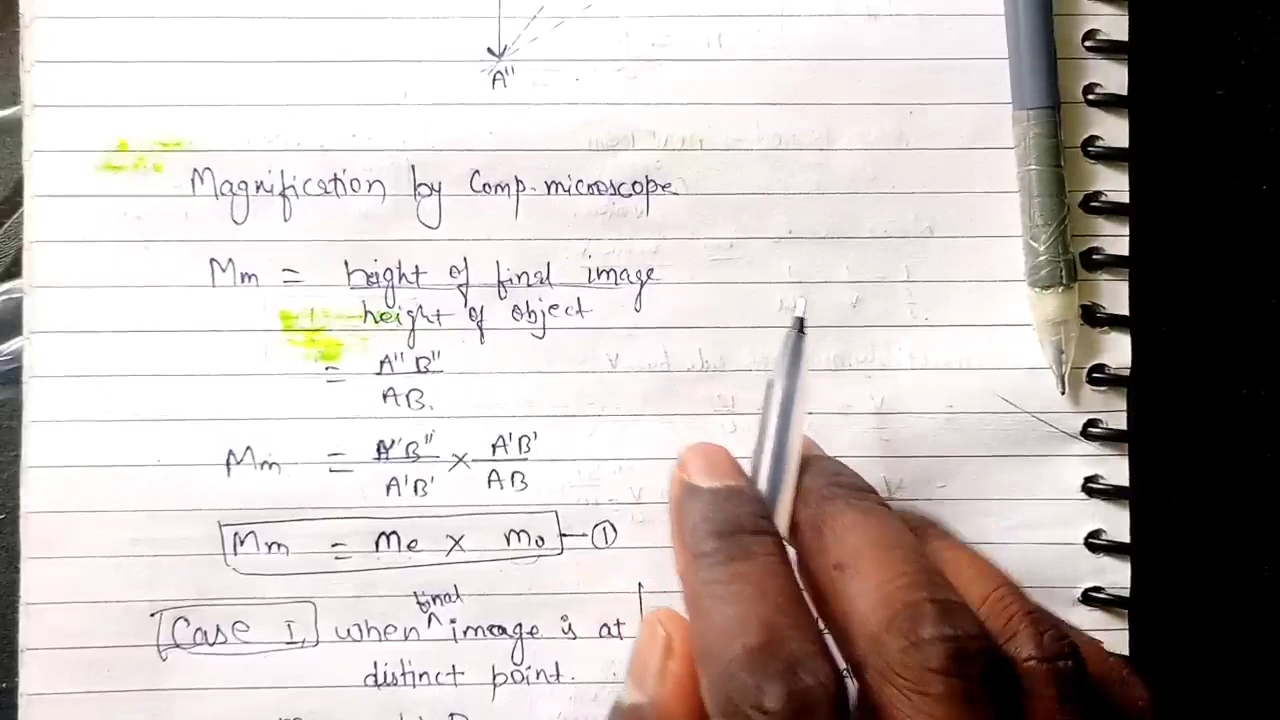 A"
Magnification by Comp. microscope
Mm = height of final image
height of object
= A"B"
AB.
Mm = A"B" × A'B'
A'B' AB
Mm = Me × mo — ①
final
Case I, when ^ image is at
distinct point.